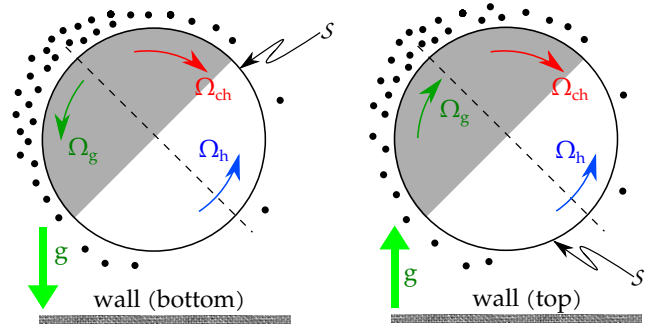 S
Ω_ch
Ω_g
Ω_h
g
wall (bottom)
Ω_ch
Ω_g
Ω_h
g
S
wall (top)